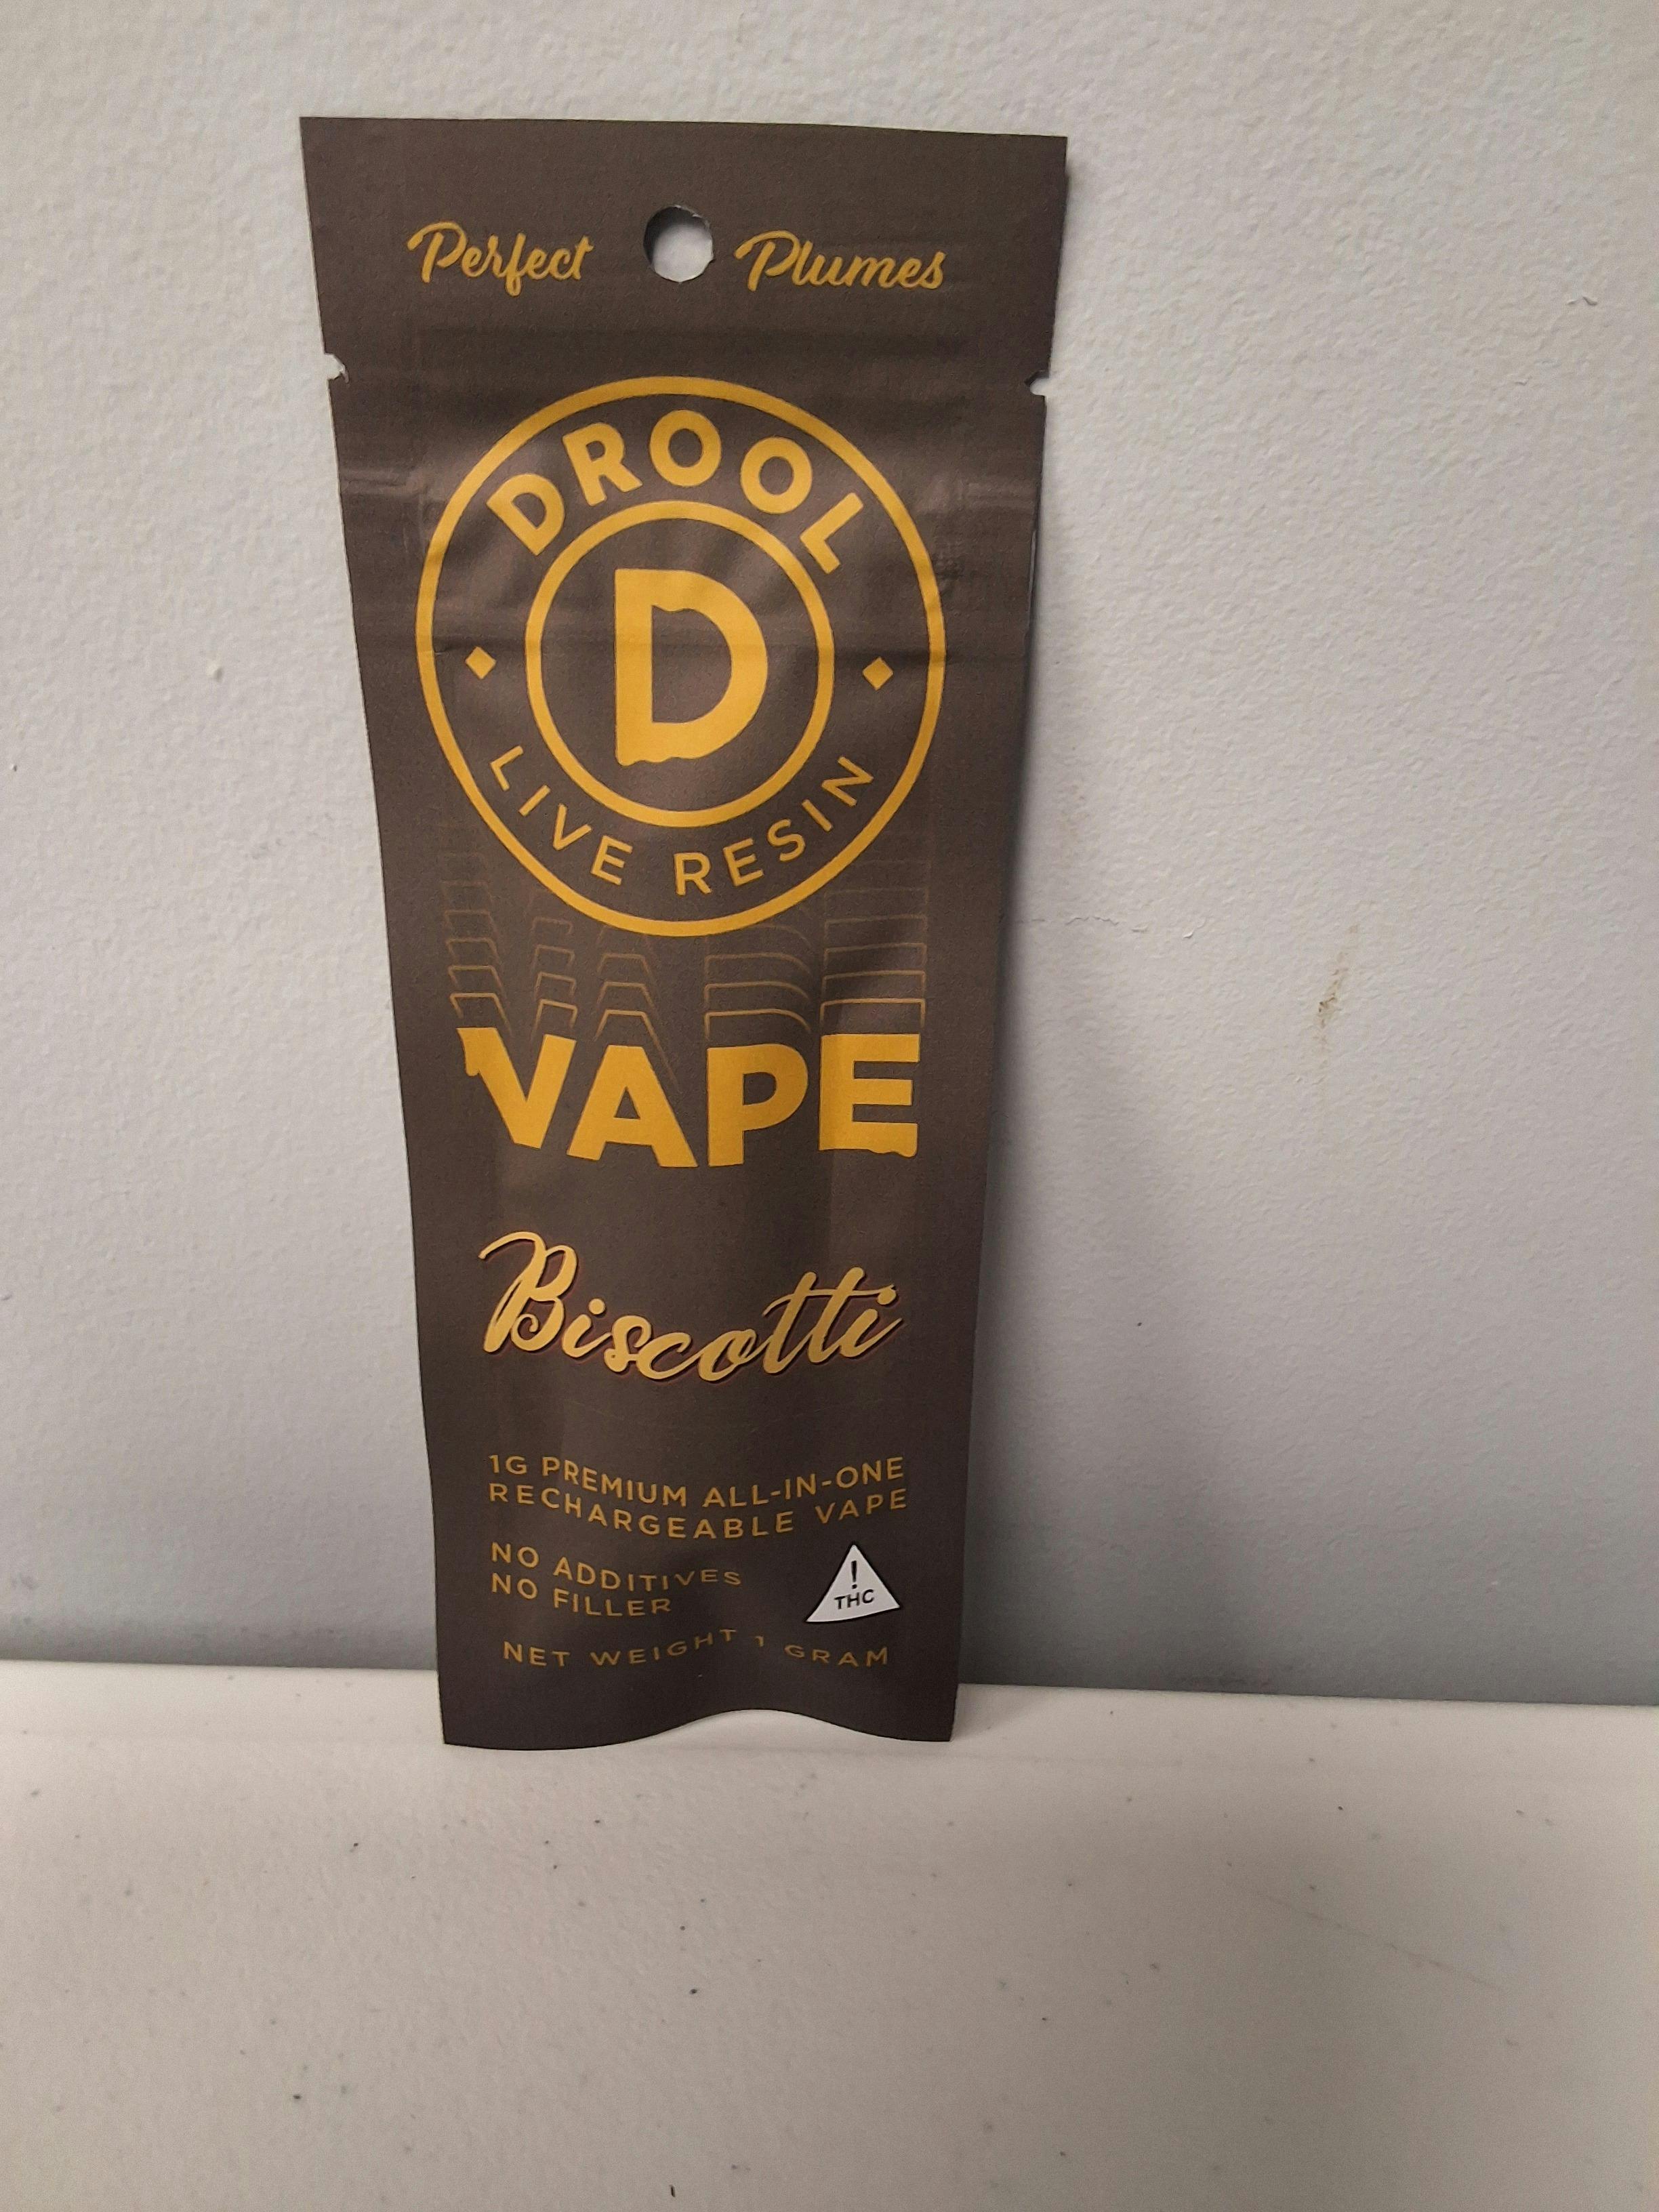 Perfect Plumes
DROOL
D
LIVE RESIN
VAPE
Biscotti
1G PREMIUM ALL-IN-ONE
RECHARGEABLE VAPE
NO ADDITIVES
NO FILLER
!
THC
NET WEIGHT 1 GRAM